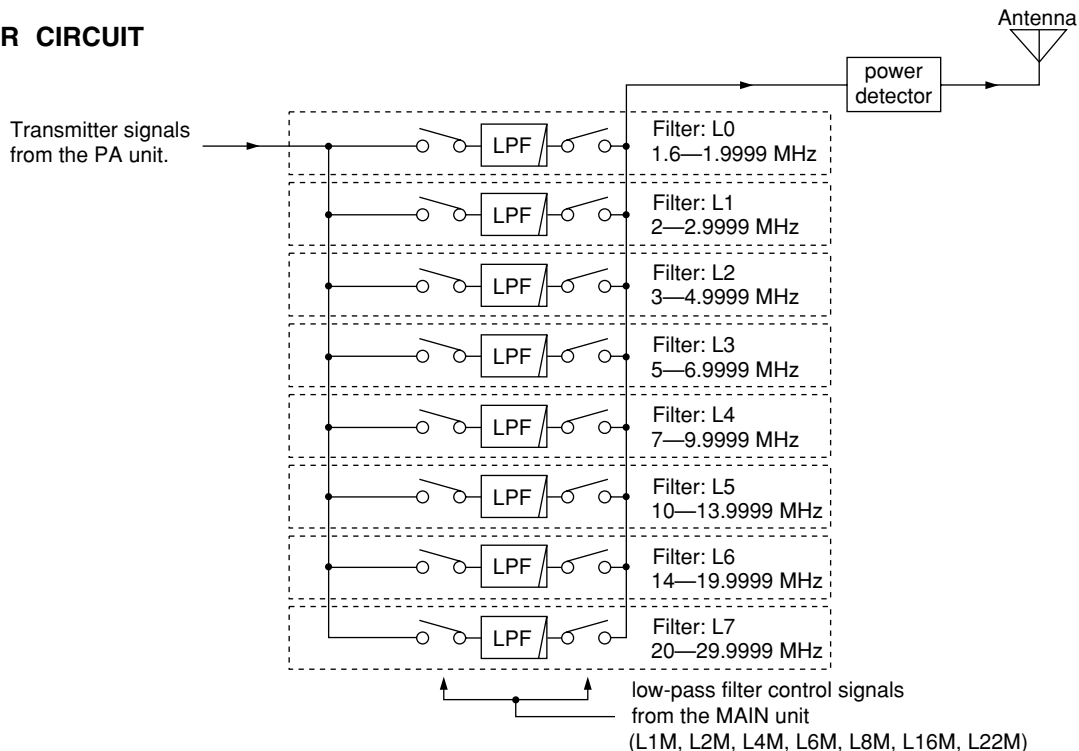 R CIRCUIT
Antenna
power
detector
Transmitter signals
from the PA unit.
LPF
Filter: L0
1.6—1.9999 MHz
LPF
Filter: L1
2—2.9999 MHz
LPF
Filter: L2
3—4.9999 MHz
LPF
Filter: L3
5—6.9999 MHz
LPF
Filter: L4
7—9.9999 MHz
LPF
Filter: L5
10—13.9999 MHz
LPF
Filter: L6
14—19.9999 MHz
LPF
Filter: L7
20—29.9999 MHz
low-pass filter control signals
from the MAIN unit
(L1M, L2M, L4M, L6M, L8M, L16M, L22M)